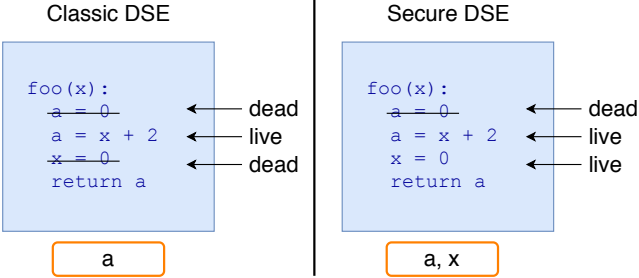 Classic DSE
foo(x):
a = 0
a = x + 2
x = 0
return a
dead
live
dead
a
Secure DSE
foo(x):
a = 0
a = x + 2
x = 0
return a
dead
live
live
a, x